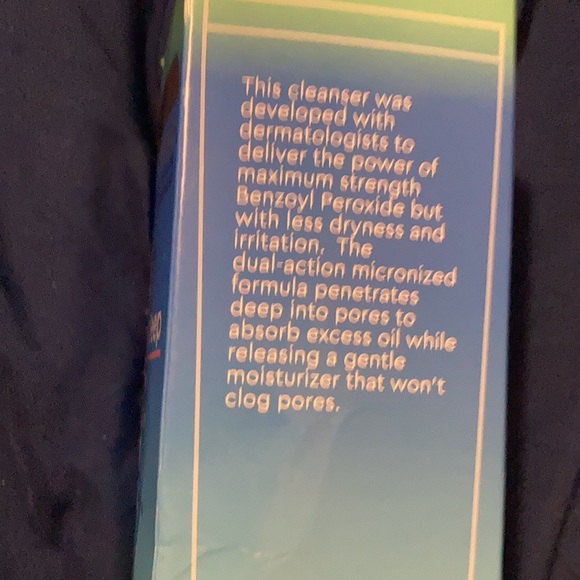 This cleanser was
developed with
dermatologists to
deliver the power of
maximum strength
Benzoyl Peroxide but
with less dryness and
irritation. The
dual-action micronized
formula penetrates
deep into pores to
absorb excess oil while
releasing a gentle
moisturizer that won't
clog pores.